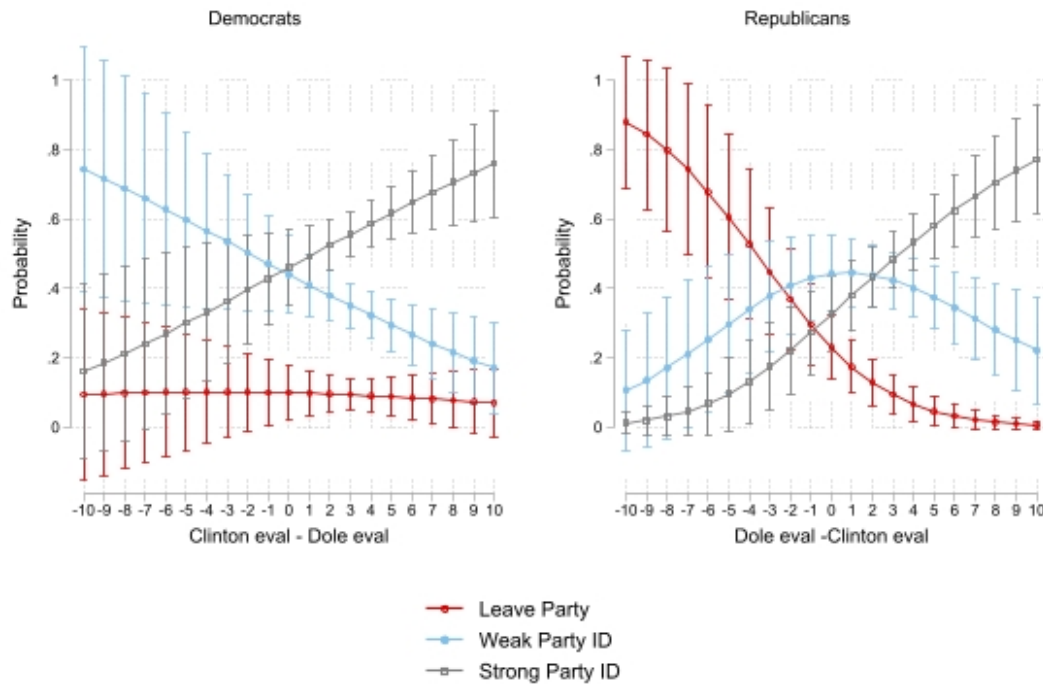 Democrats
Republicans
Probability
1
.8
.6
.4
.2
0
-10 -9 -8 -7 -6 -5 -4 -3 -2 -1 0 1 2 3 4 5 6 7 8 9 10
Clinton eval - Dole eval
Probability
1
.8
.6
.4
.2
0
-10 -9 -8 -7 -6 -5 -4 -3 -2 -1 0 1 2 3 4 5 6 7 8 9 10
Dole eval -Clinton eval
Leave Party
Weak Party ID
Strong Party ID